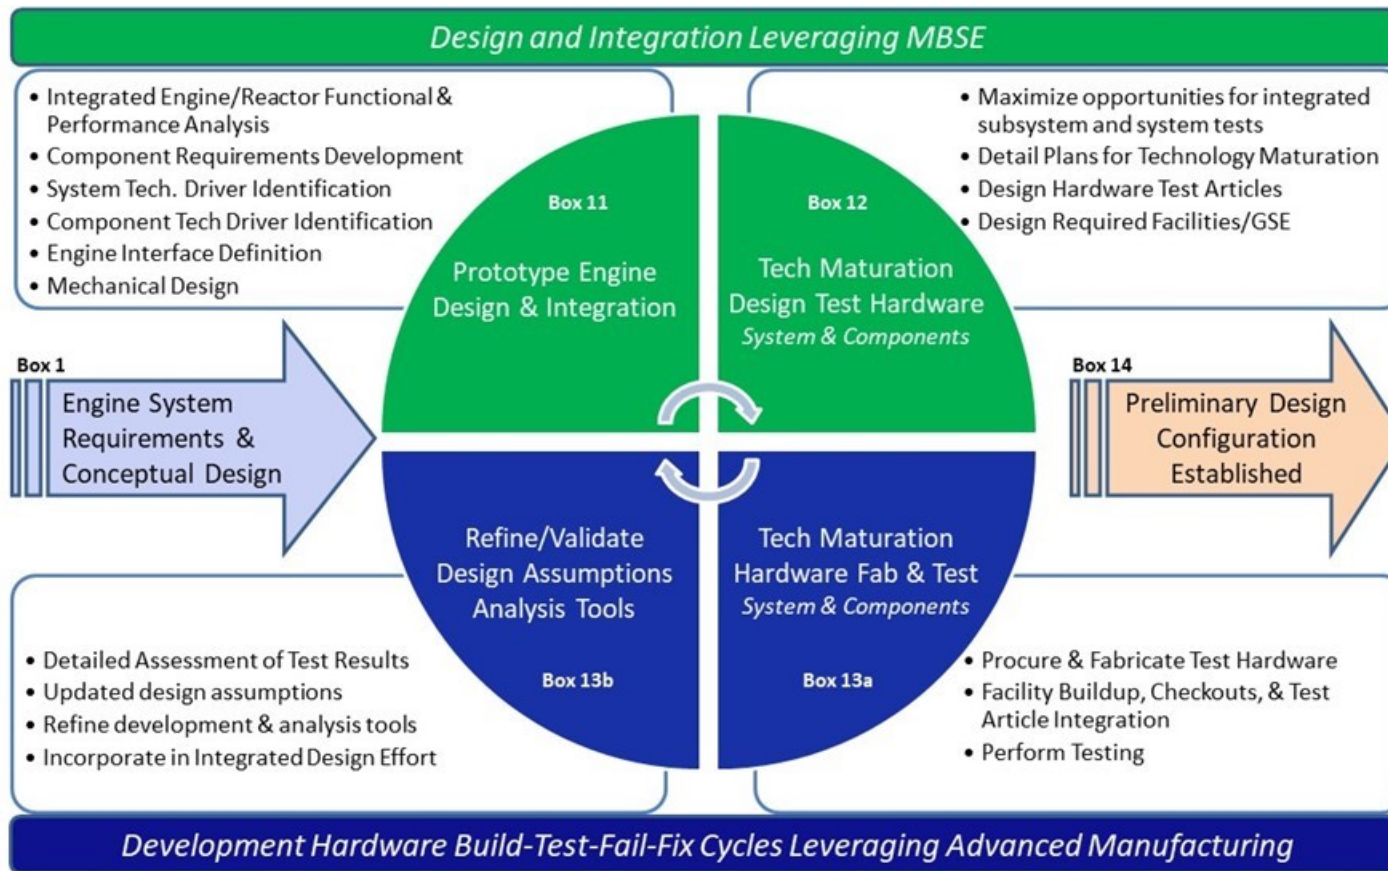 Design and Integration Leveraging MBSE
• Integrated Engine/Reactor Functional &
Performance Analysis
• Component Requirements Development
• System Tech. Driver Identification
• Component Tech Driver Identification
• Engine Interface Definition
• Mechanical Design
Box 11
Prototype Engine
Design & Integration
Box 12
Tech Maturation
Design Test Hardware
System & Components
• Maximize opportunities for integrated
subsystem and system tests
• Detail Plans for Technology Maturation
• Design Hardware Test Articles
• Design Required Facilities/GSE
Box 1
Engine System
Requirements &
Conceptual Design
Box 14
Preliminary Design
Configuration
Established
Refine/Validate
Design Assumptions
Analysis Tools
Box 13b
Tech Maturation
Hardware Fab & Test
System & Components
Box 13a
• Detailed Assessment of Test Results
• Updated design assumptions
• Refine development & analysis tools
• Incorporate in Integrated Design Effort
• Procure & Fabricate Test Hardware
• Facility Buildup, Checkouts, & Test
Article Integration
• Perform Testing
Development Hardware Build-Test-Fail-Fix Cycles Leveraging Advanced Manufacturing